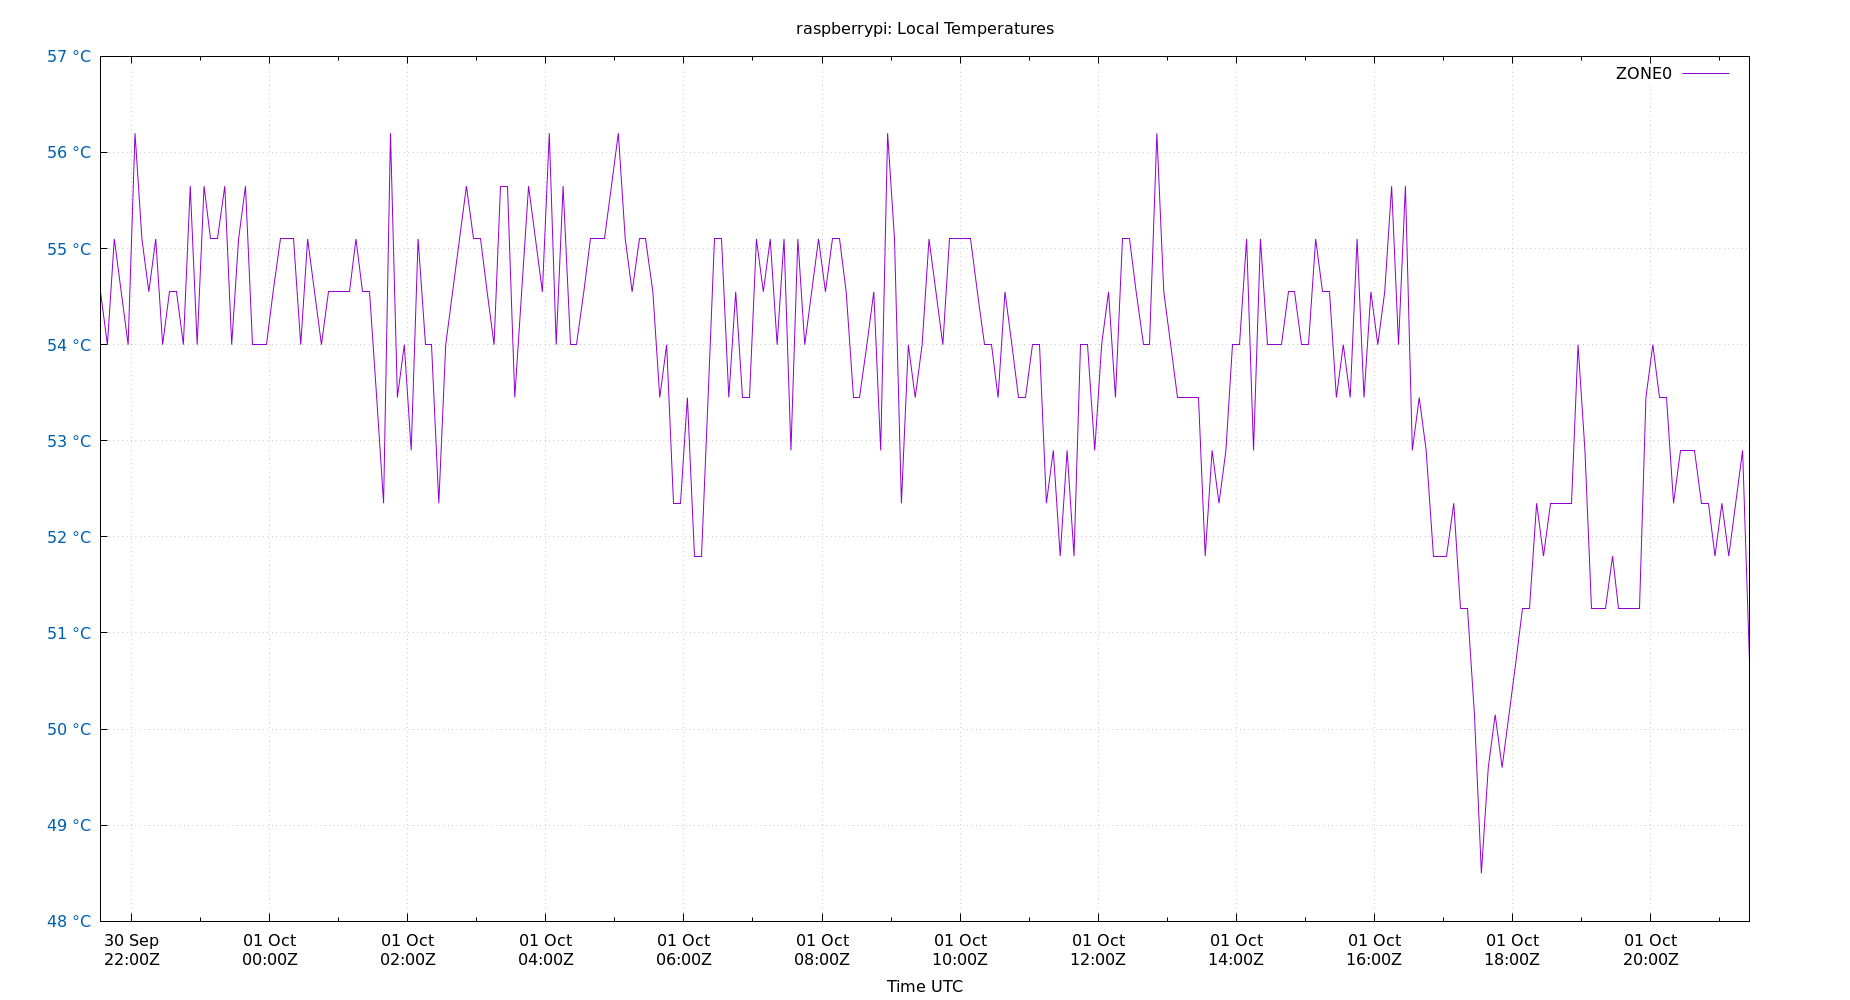 raspberrypi: Local Temperatures
57 °C
ZONE0
56 °C
55 °C
54 °C
53 °C
52 °C
51 °C
50 °C
49 °C
48 °C
30 Sep 01 Oct 01 Oct 01 Oct 01 Oct 01 Oct 01 Oct 01 Oct 01 Oct 01 Oct 01 Oct 01 Oct
22:00Z 00:00Z 02:00Z 04:00Z 06:00Z 08:00Z 10:00Z 12:00Z 14:00Z 16:00Z 18:00Z 20:00Z
Time UTC